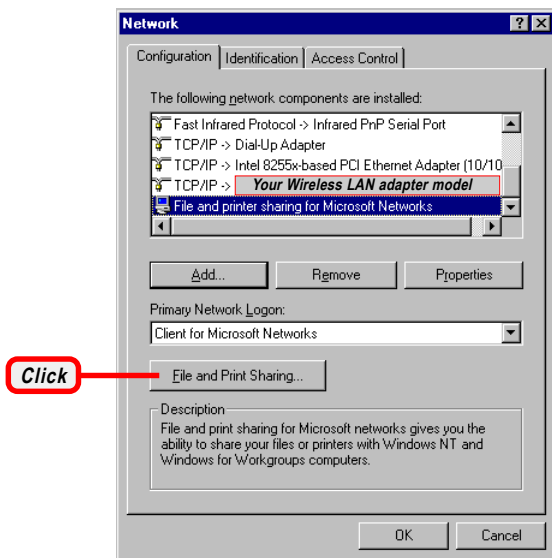 Network
Configuration Identification Access Control
The following network components are installed:
Fast Infrared Protocol -> Infrared PnP Serial Port
TCP/IP -> Dial-Up Adapter
TCP/IP -> Intel 8255x-based PCI Ethernet Adapter (10/10
TCP/IP -> Your Wireless LAN adapter model
File and printer sharing for Microsoft Networks
Add... Remove Properties
Primary Network Logon:
Client for Microsoft Networks
Click
File and Print Sharing...
Description
File and print sharing for Microsoft networks gives you the
ability to share your files or printers with Windows NT and
Windows for Workgroups computers.
OK Cancel